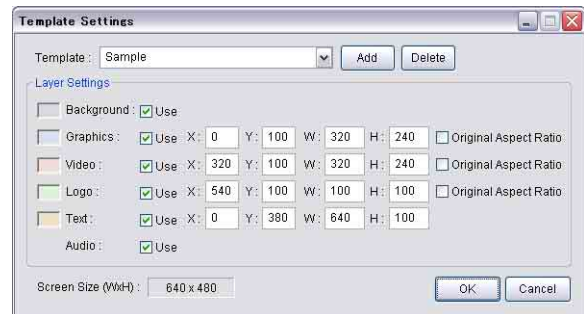 Template Settings
Template : Sample Add Delete
Layer Settings
Background : Use
Graphics : Use X : 0 Y : 100 W : 320 H : 240 Original Aspect Ratio
Video : Use X : 320 Y : 100 W : 320 H : 240 Original Aspect Ratio
Logo : Use X : 540 Y : 100 W : 100 H : 100 Original Aspect Ratio
Text : Use X : 0 Y : 380 W : 640 H : 100
Audio : Use
Screen Size (WxH) : 640 x 480 OK Cancel